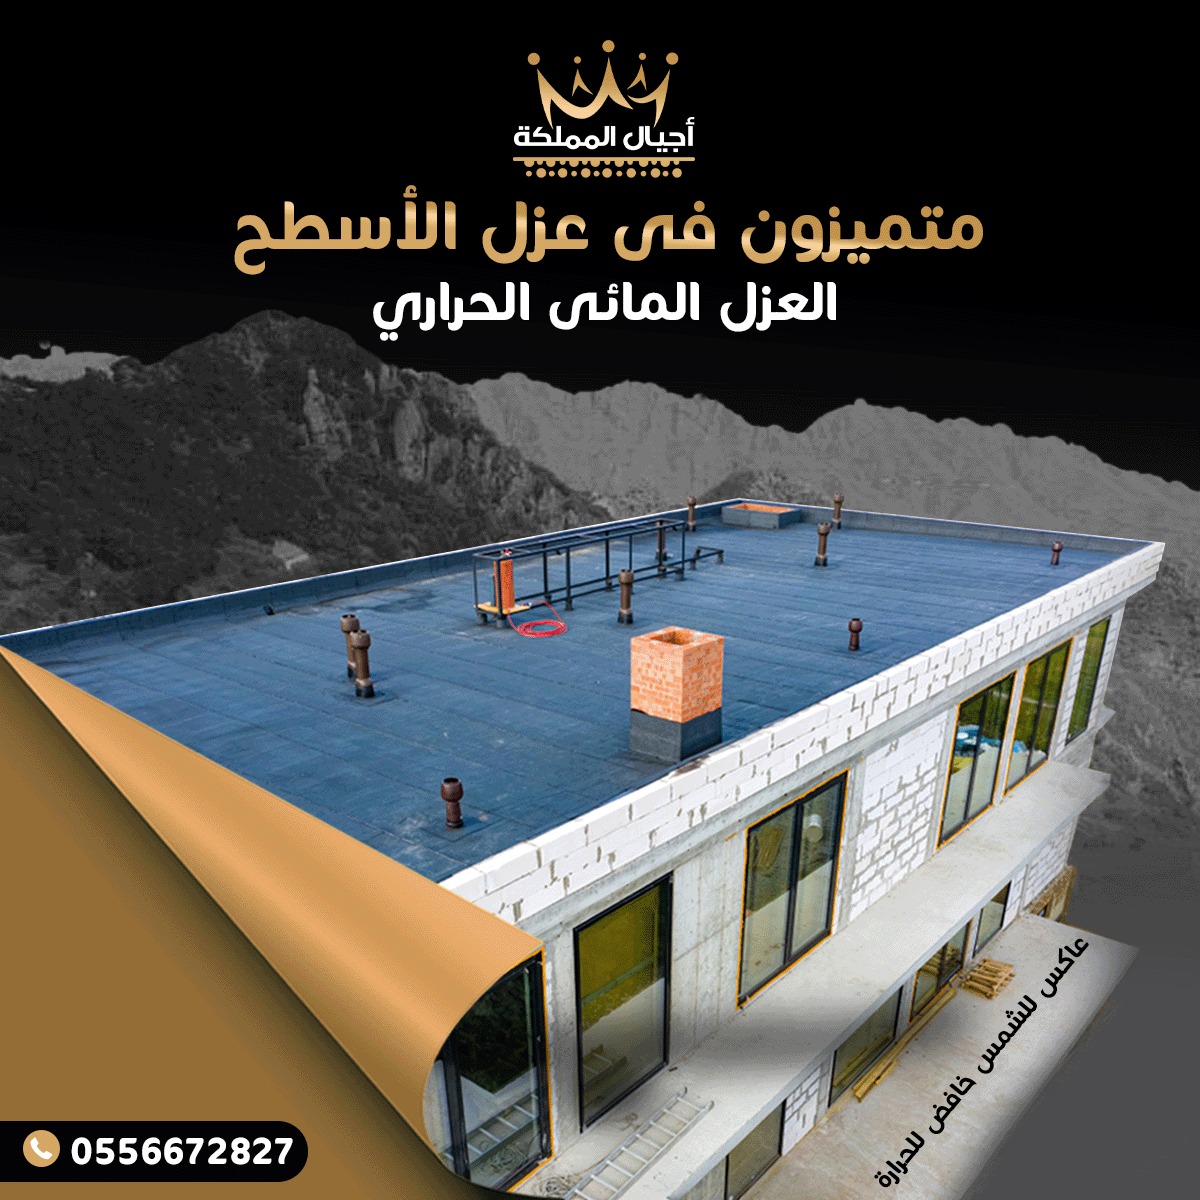 أجيال المملكة
متميزون فى عزل الأسطح
العزل المائى الحراري
عاكس للشمس خافض للحرارة
0556672827